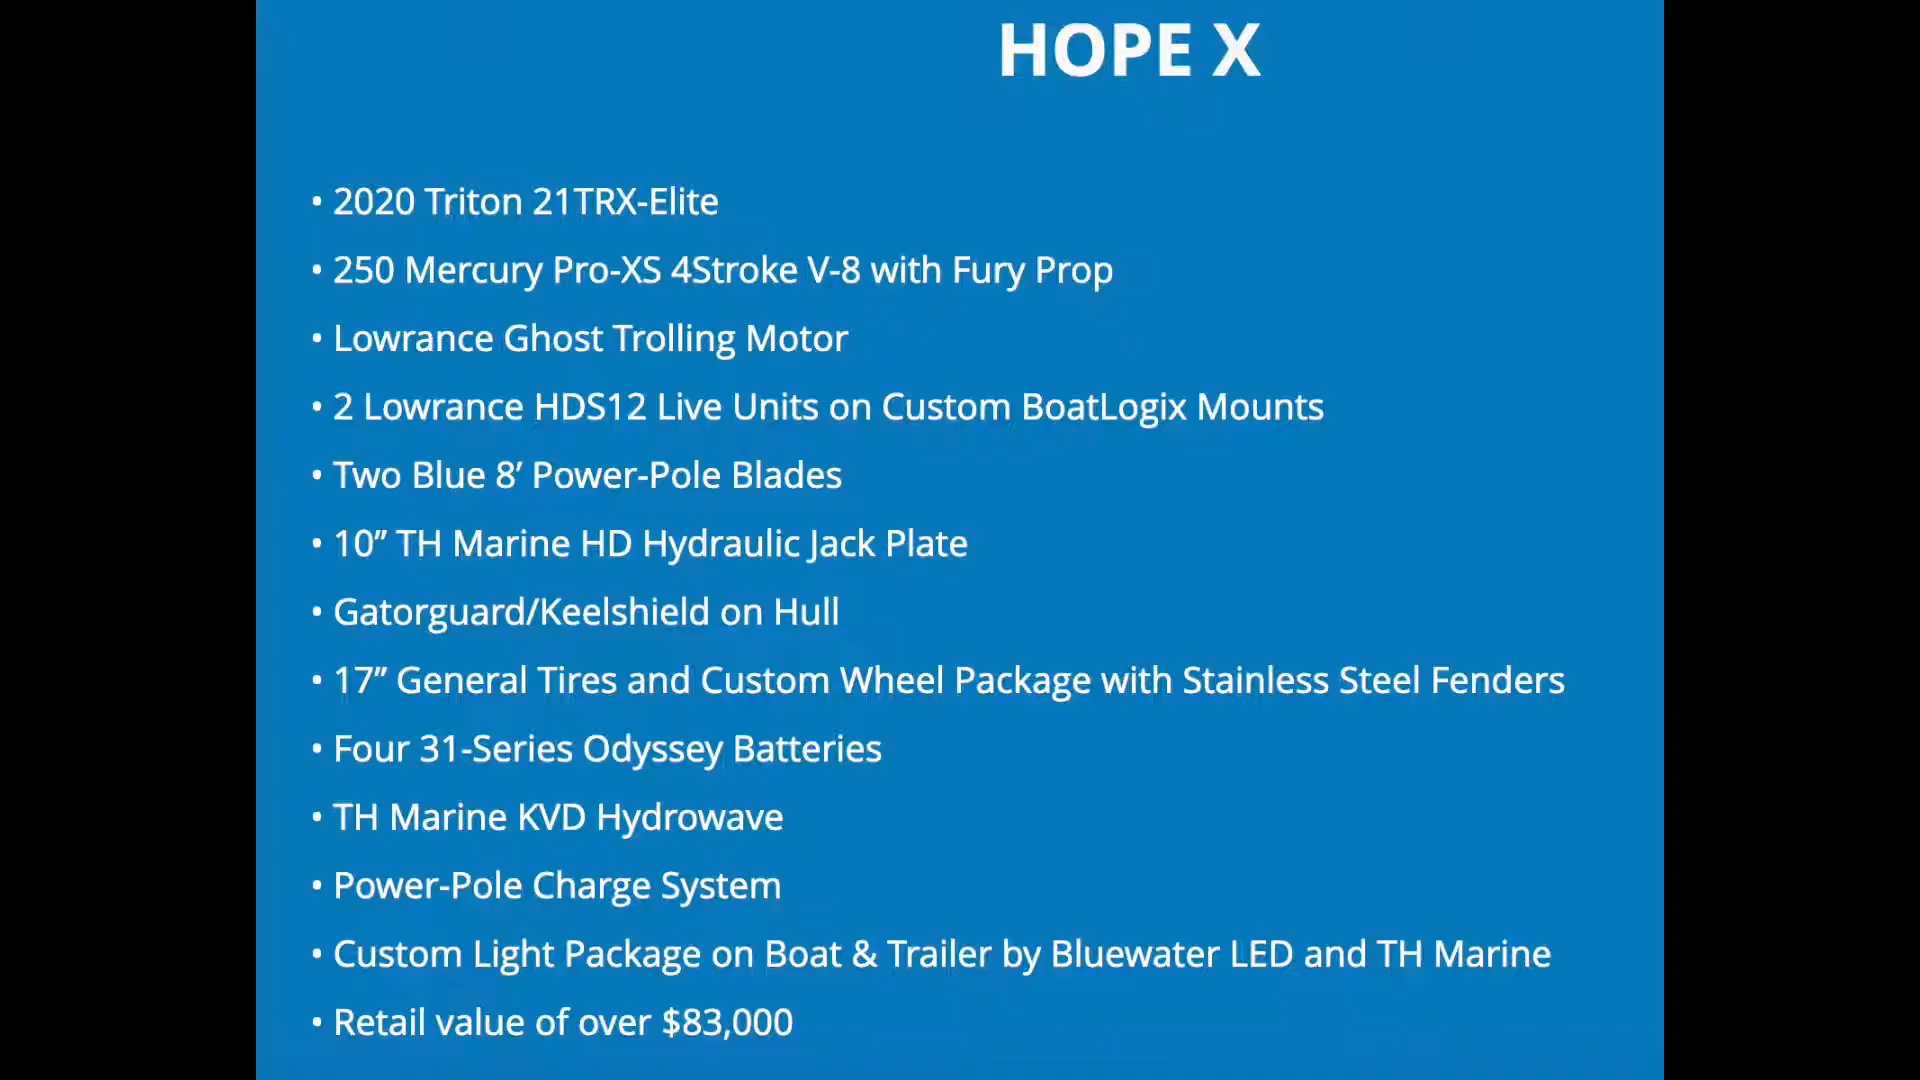 HOPE X
• 2020 Triton 21TRX-Elite
• 250 Mercury Pro-XS 4Stroke V-8 with Fury Prop
• Lowrance Ghost Trolling Motor
• 2 Lowrance HDS12 Live Units on Custom BoatLogix Mounts
• Two Blue 8’ Power-Pole Blades
• 10” TH Marine HD Hydraulic Jack Plate
• Gatorguard/Keelshield on Hull
• 17” General Tires and Custom Wheel Package with Stainless Steel Fenders
• Four 31-Series Odyssey Batteries
• TH Marine KVD Hydrowave
• Power-Pole Charge System
• Custom Light Package on Boat & Trailer by Bluewater LED and TH Marine
• Retail value of over $83,000